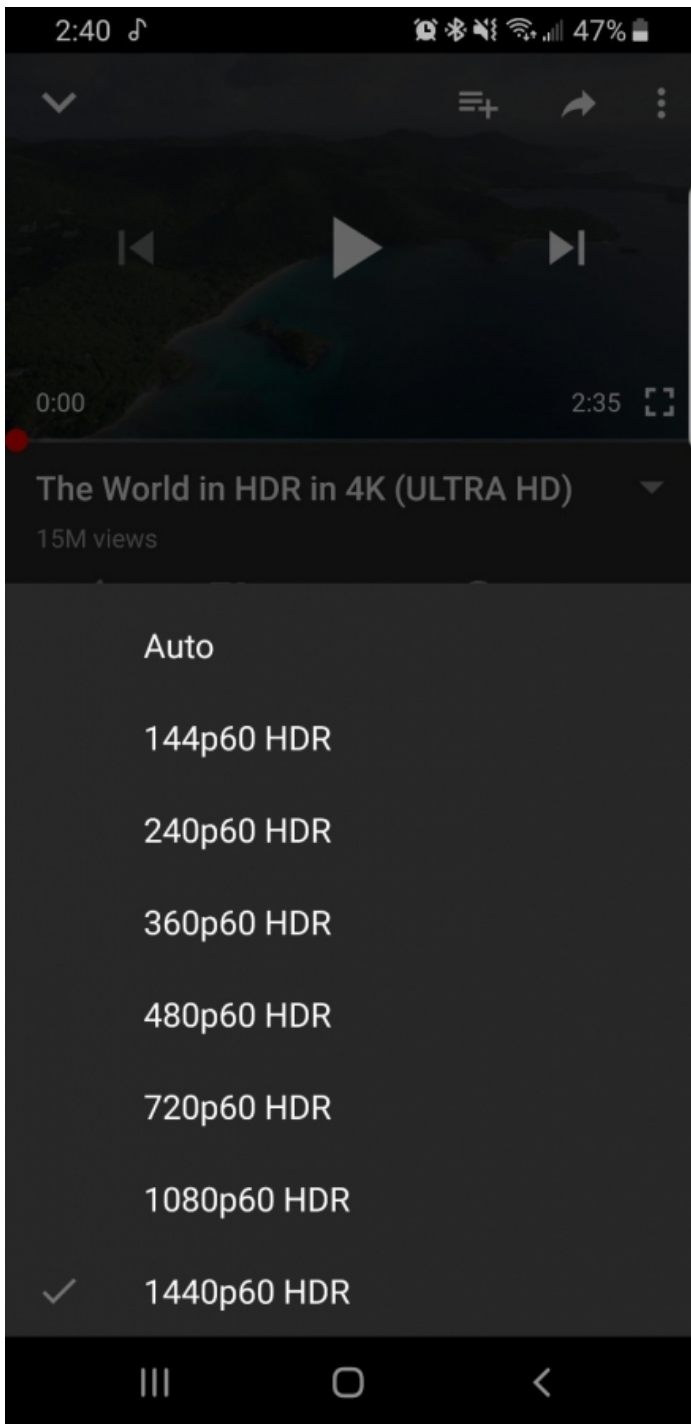 2:40 47%
0:00 2:35
The World in HDR in 4K (ULTRA HD)
15M views
Auto
144p60 HDR
240p60 HDR
360p60 HDR
480p60 HDR
720p60 HDR
1080p60 HDR
1440p60 HDR